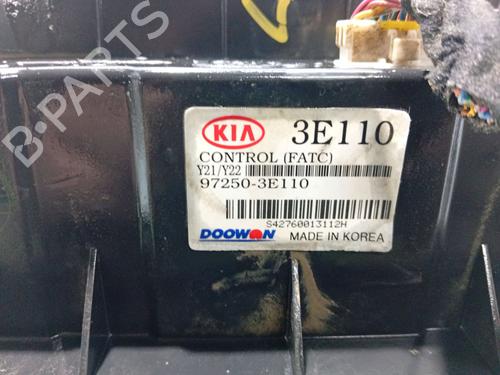 B-PARTS
KIA 3E110
CONTROL (FATC)
Y21/Y22
97250-3E110
S42760013112H
DOOWON MADE IN KOREA